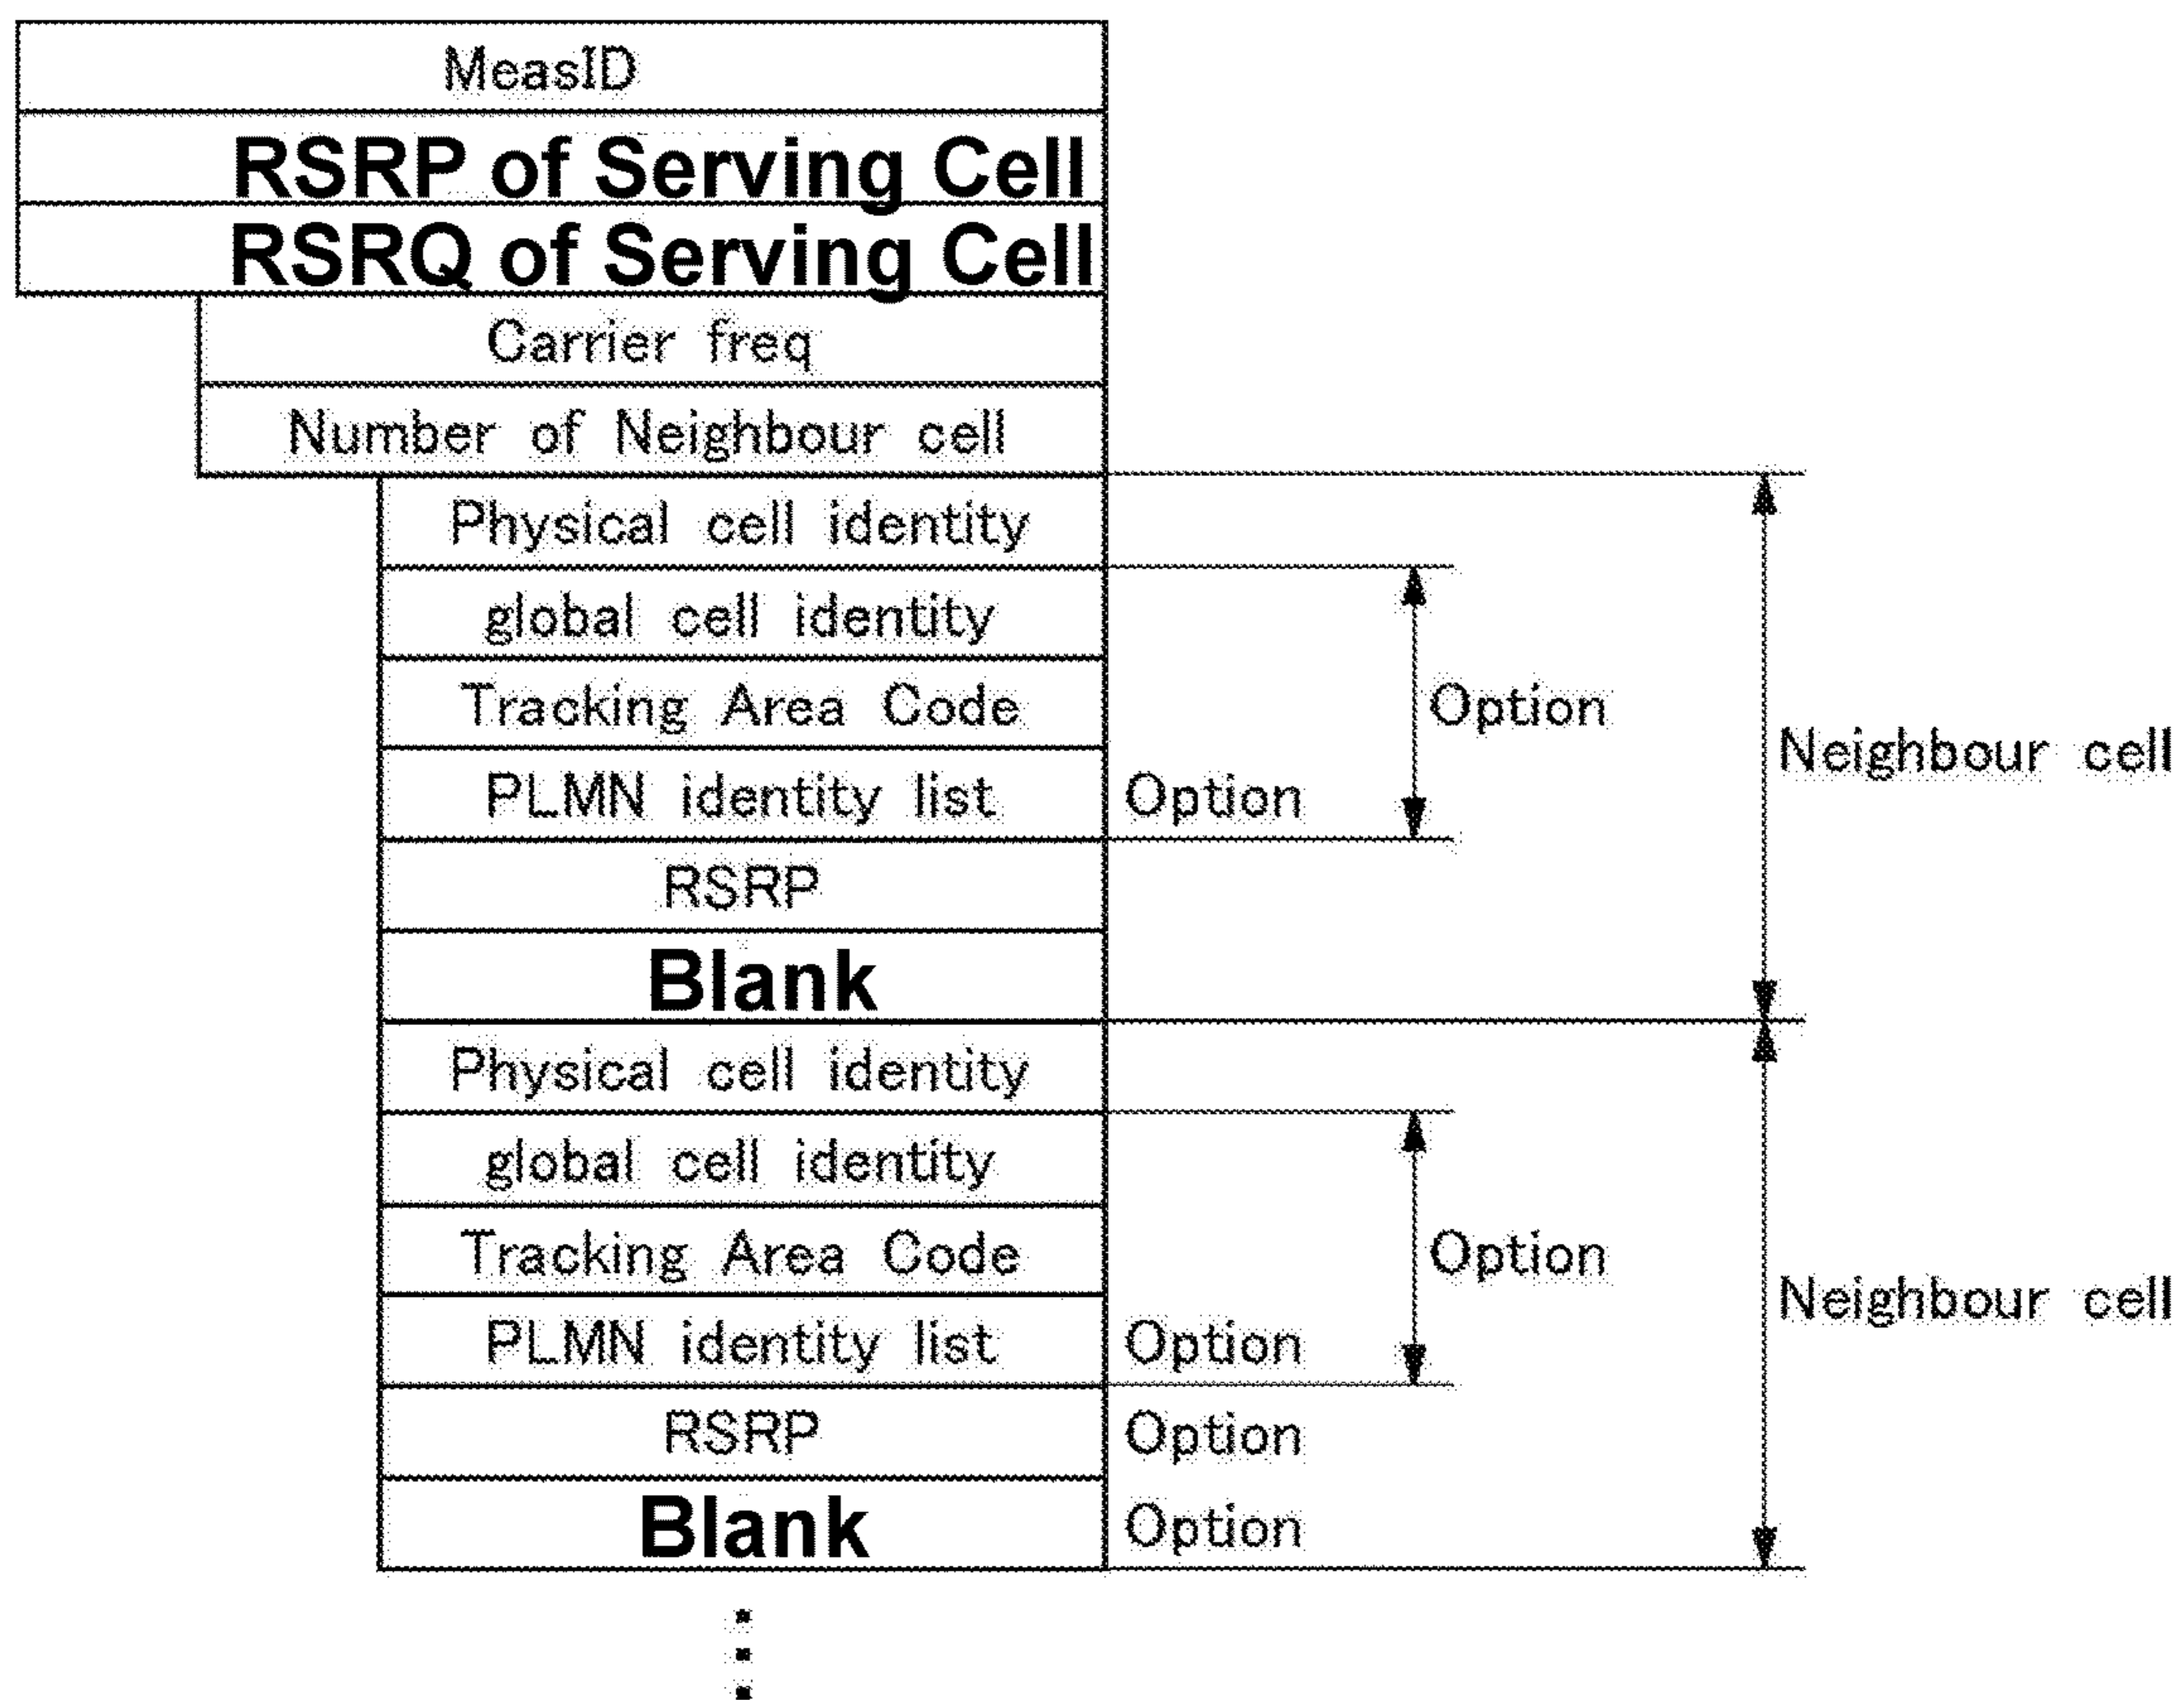 MeasID
RSRP of Serving Cell
RSRQ of Serving Cell
Carrier freq
Number of Neighbour cell
Physical cell identity
global cell identity
Tracking Area Code
Option
Neighbour cell
PLMN identity list
Option
RSRP
Blank
Physical cell identity
global cell identity
Tracking Area Code
Option
Neighbour cell
PLMN identity list
Option
RSRP
Option
Blank
Option